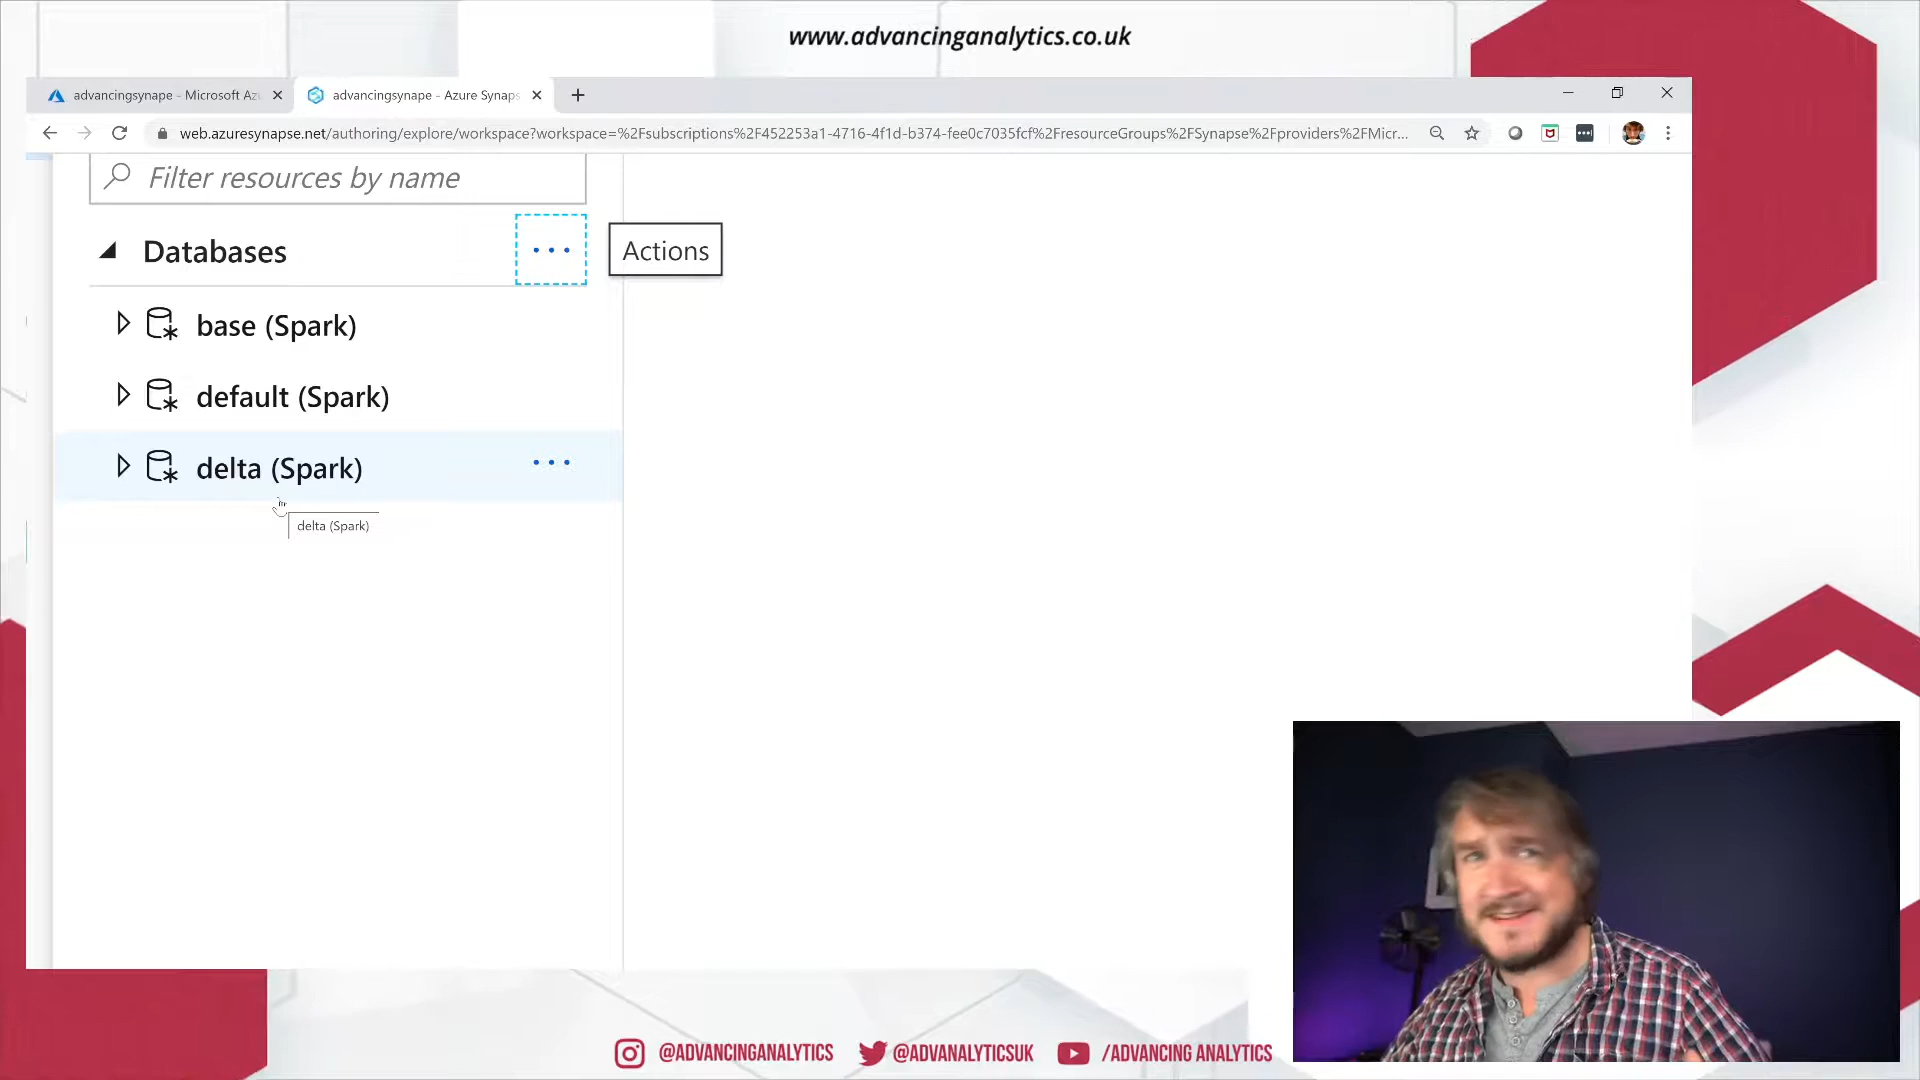 www.advancinganalytics.co.uk
advancingsynape - Microsoft Az
advancingsynape - Azure Synaps
web.azuresynapse.net/authoring/explore/workspace?workspace=%2Fsubscriptions%2F452253a1-4716-4f1d-b374-fee0c7035fcf%2FresourceGroups%2FSynapse%2Fproviders%2FMicr...
Filter resources by name
Databases
Actions
base (Spark)
default (Spark)
delta (Spark)
delta (Spark)
@ADVANCINGANALYTICS
@ADVANALYTICSUK
/ADVANCING ANALYTICS